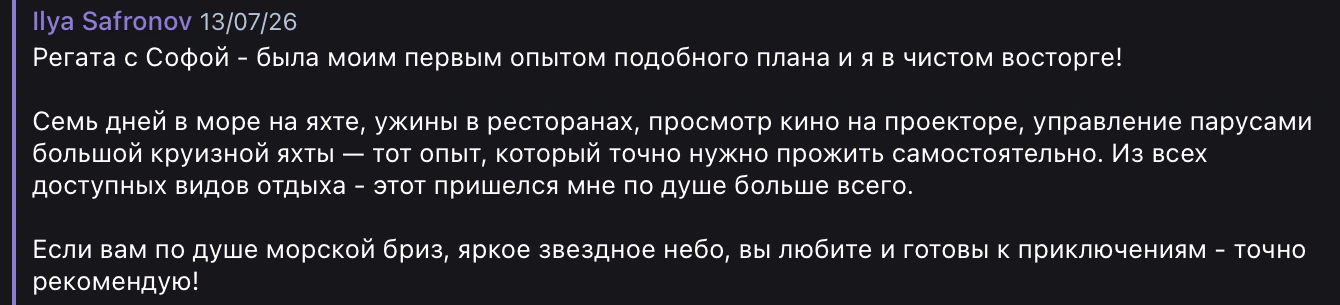 Ilya Safronov 13/07/26
Регата с Софой - была моим первым опытом подобного плана и я в чистом восторге!
Семь дней в море на яхте, ужины в ресторанах, просмотр кино на проекторе, управление парусами
большой круизной яхты — тот опыт, который точно нужно прожить самостоятельно. Из всех
доступных видов отдыха - этот пришелся мне по душе больше всего.
Если вам по душе морской бриз, яркое звездное небо, вы любите и готовы к приключениям - точно
рекомендую!